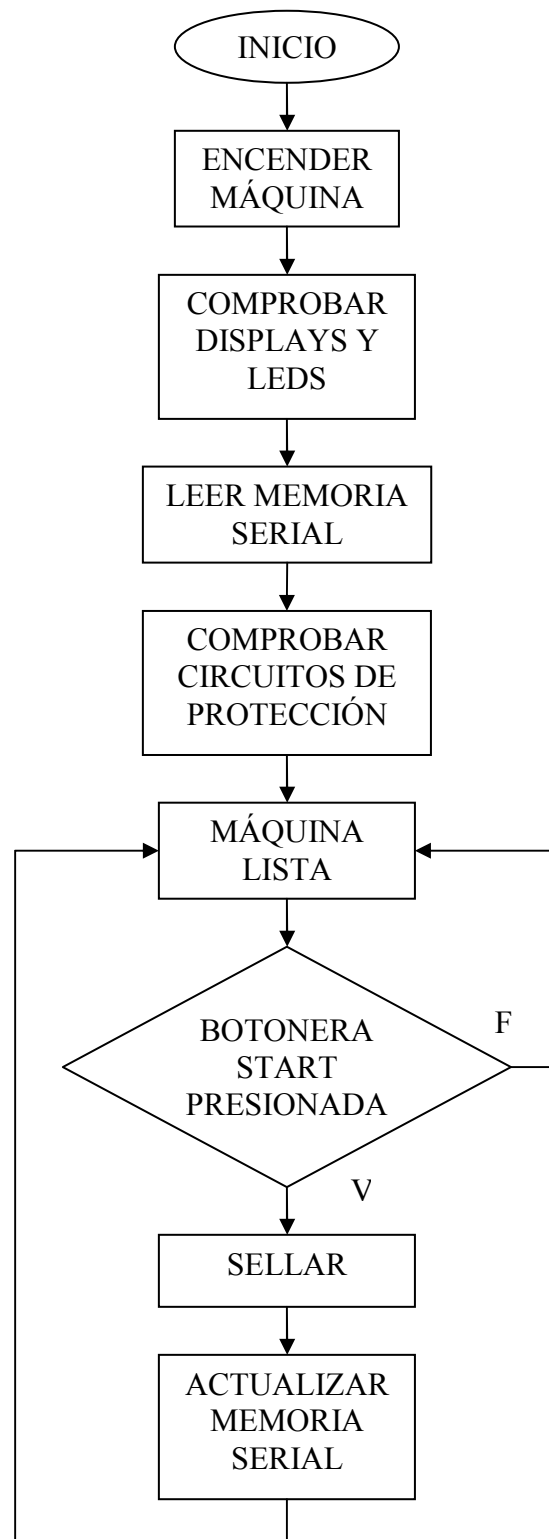 INICIO
ENCENDER
MÁQUINA
COMPROBAR
DISPLAYS Y
LEDS
LEER MEMORIA
SERIAL
COMPROBAR
CIRCUITOS DE
PROTECCIÓN
MÁQUINA
LISTA
BOTONERA
START
PRESIONADA
F
V
SELLAR
ACTUALIZAR
MEMORIA
SERIAL